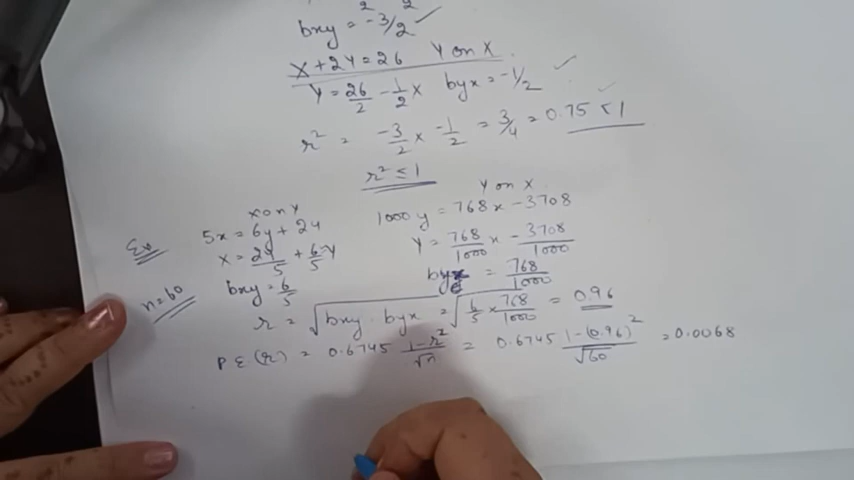 bxy = -3/2
X + 2Y = 26 Y on X
Y = 26/2 - 1/2 X byx = -1/2
r² = -3/2 x -1/2 = 3/4 = 0.75 < 1
r² ≤ 1
Ex X on Y Y on X
5x = 6y + 24 1000 y = 768 x - 3708
x = 24/5 + 6/5 y Y = 768/1000 x - 3708/1000
n = 60 bxy = 6/5 byx = 768/1000
r = √bxy . byx = √6/5 x 768/1000 = 0.96
P E (r) = 0.6745 1-r²/√n = 0.6745 1-(0.96)²/√60 = 0.0068